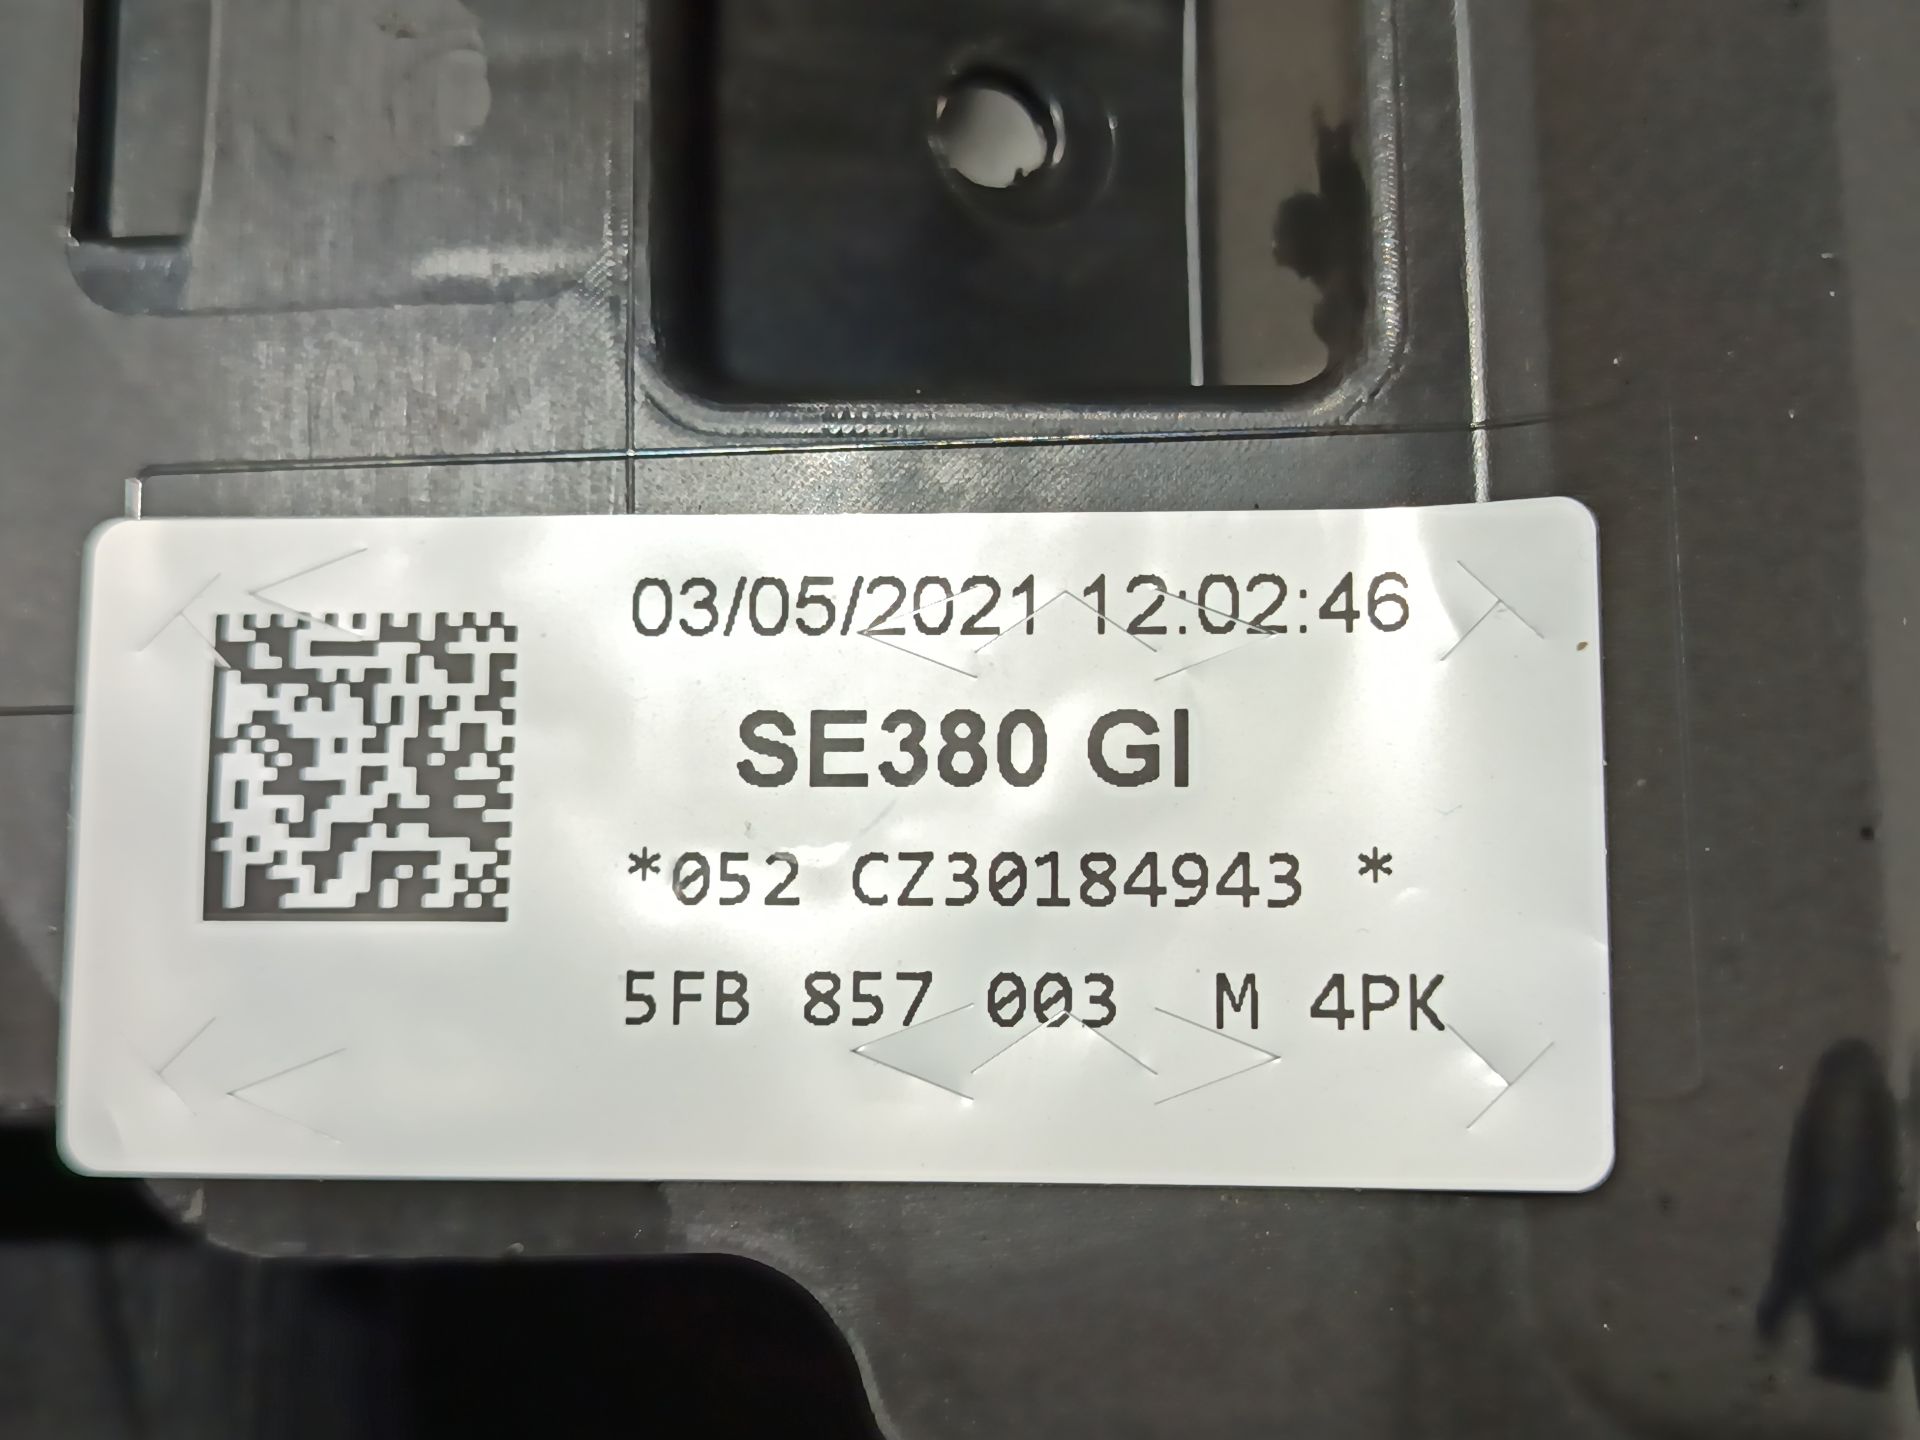 03/05/2021 12:02:46
SE380 GI
*052 CZ30184943 *
5FB 857 003 M 4PK